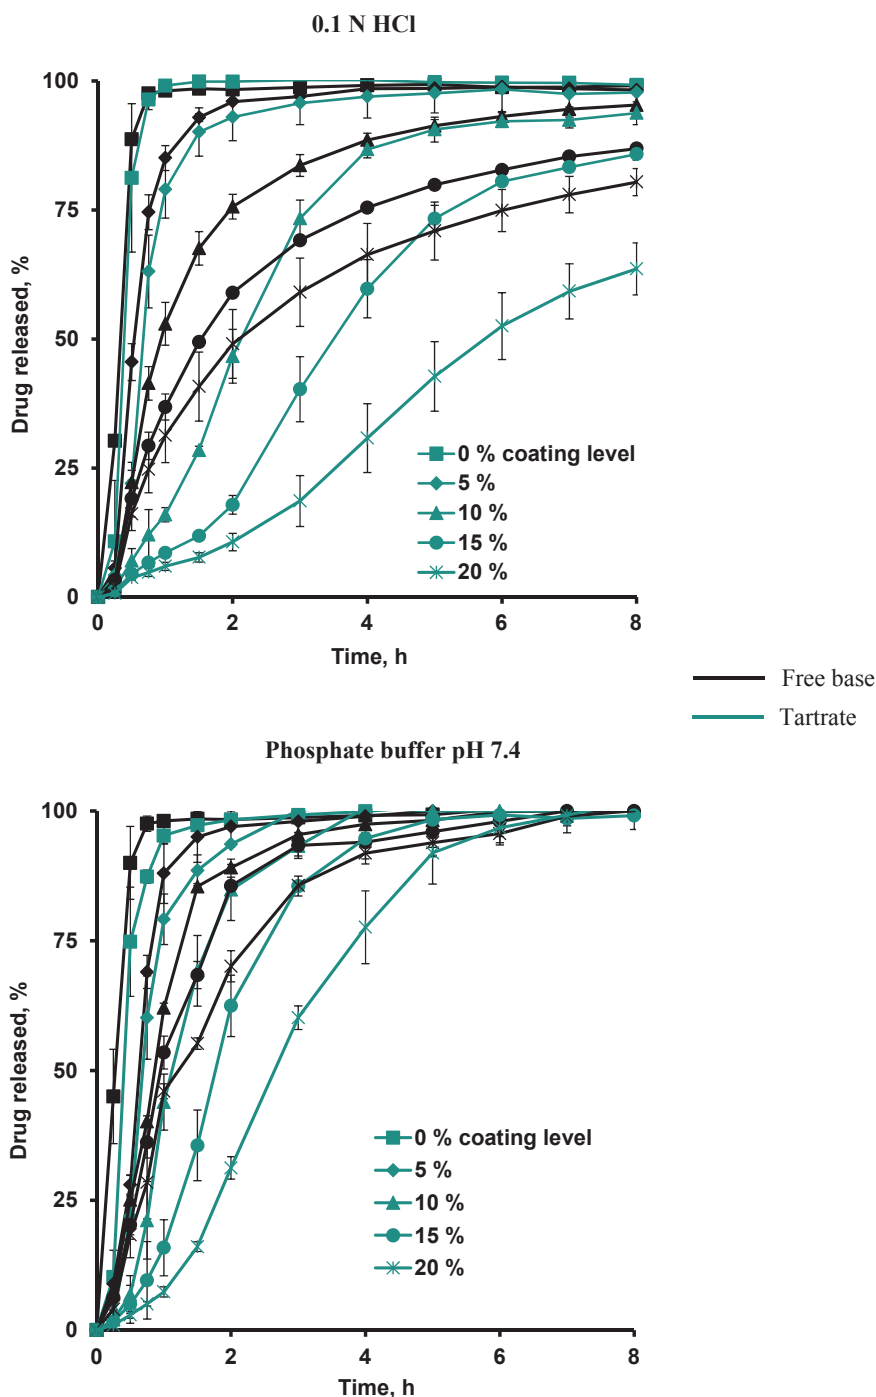 0.1 N HCl
100
75
50
25
0
Drug released, %
0 % coating level
5 %
10 %
15 %
20 %
0 2 4 6 8
Time, h
Free base
Tartrate
Phosphate buffer pH 7.4
100
75
50
25
0
Drug released, %
0 % coating level
5 %
10 %
15 %
20 %
0 2 4 6 8
Time, h